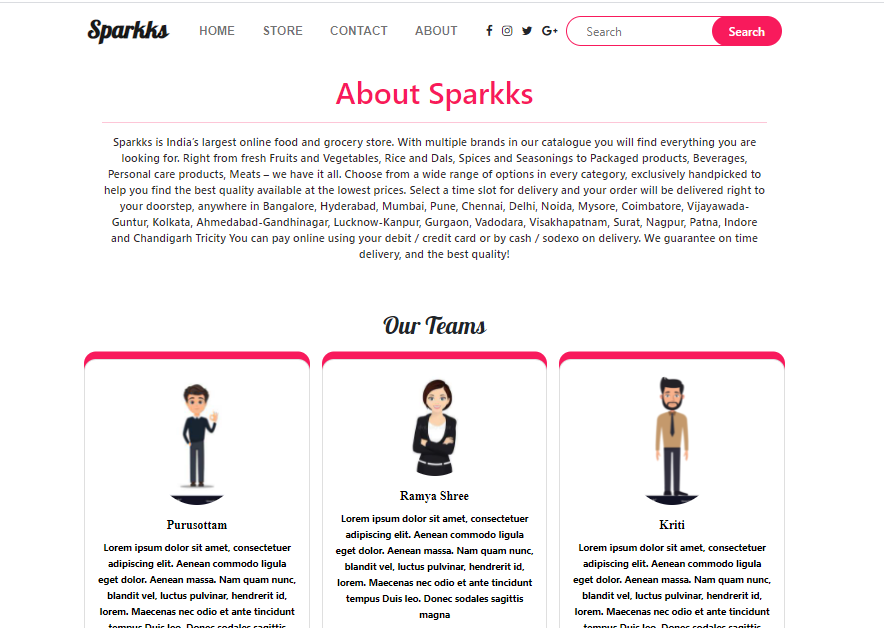 Sparkks HOME STORE CONTACT ABOUT G+ Search Search
About Sparkks
Sparkks is India's largest online food and grocery store. With multiple brands in our catalogue you will find everything you are
looking for. Right from fresh Fruits and Vegetables, Rice and Dals, Spices and Seasonings to Packaged products, Beverages,
Personal care products, Meats – we have it all. Choose from a wide range of options in every category, exclusively handpicked to
help you find the best quality available at the lowest prices. Select a time slot for delivery and your order will be delivered right to
your doorstep, anywhere in Bangalore, Hyderabad, Mumbai, Pune, Chennai, Delhi, Noida, Mysore, Coimbatore, Vijayawada-
Guntur, Kolkata, Ahmedabad-Gandhinagar, Lucknow-Kanpur, Gurgaon, Vadodara, Visakhapatnam, Surat, Nagpur, Patna, Indore
and Chandigarh Tricity You can pay online using your debit / credit card or by cash / sodexo on delivery. We guarantee on time
delivery, and the best quality!
Our Teams
Purusottam
Lorem ipsum dolor sit amet, consectetuer
adipiscing elit. Aenean commodo ligula
eget dolor. Aenean massa. Nam quam nunc,
blandit vel, luctus pulvinar, hendrerit id,
lorem. Maecenas nec odio et ante tincidunt
tempus Duis leo. Donec sodales sagittis
Ramya Shree
Lorem ipsum dolor sit amet, consectetuer
adipiscing elit. Aenean commodo ligula
eget dolor. Aenean massa. Nam quam nunc,
blandit vel, luctus pulvinar, hendrerit id,
lorem. Maecenas nec odio et ante tincidunt
tempus Duis leo. Donec sodales sagittis
magna
Kriti
Lorem ipsum dolor sit amet, consectetuer
adipiscing elit. Aenean commodo ligula
eget dolor. Aenean massa. Nam quam nunc,
blandit vel, luctus pulvinar, hendrerit id,
lorem. Maecenas nec odio et ante tincidunt
tempus Duis leo. Donec sodales sagittis